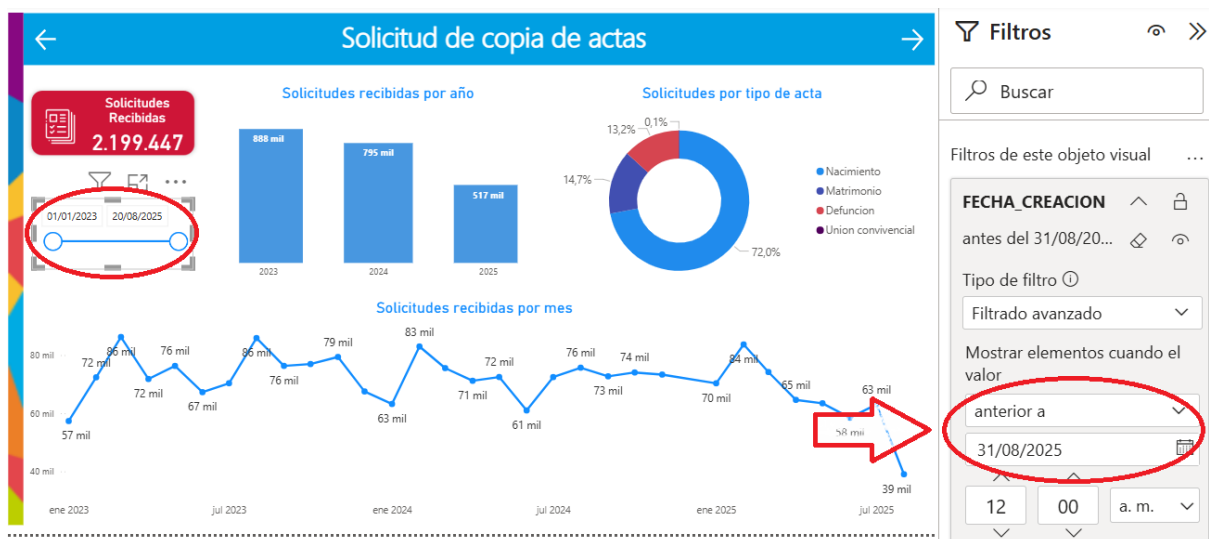 Solicitud de copia de actas
Solicitudes
Recibidas
2.199.447
01/01/2023 20/08/2025
Solicitudes recibidas por año
888 mil
795 mil
517 mil
2023 2024 2025
Solicitudes por tipo de acta
0,1%
13,2%
14,7%
72,0%
Nacimiento
Matrimonio
Defuncion
Union convivencial
Solicitudes recibidas por mes
80 mil
60 mil
40 mil
57 mil
72 mil
86 mil
72 mil
76 mil
67 mil
86 mil
76 mil
79 mil
63 mil
83 mil
71 mil
72 mil
61 mil
76 mil
73 mil
74 mil
70 mil
84 mil
65 mil
58 mil
63 mil
39 mil
ene 2023 jul 2023 ene 2024 jul 2024 ene 2025 jul 2025
Filtros
Buscar
Filtros de este objeto visual ...
FECHA_CREACION
antes del 31/08/20...
Tipo de filtro
Filtrado avanzado
Mostrar elementos cuando el
valor
anterior a
31/08/2025
12 00 a. m.